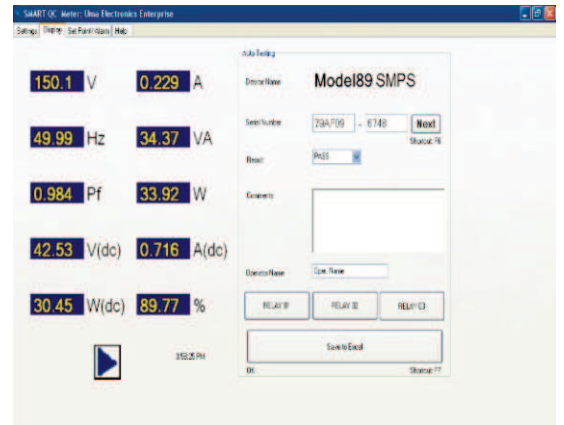 SMART QC Meter: Uma Electronics Enterprise
Settings Display Set Point/Alarm Help
Auto Testing
150.1 V 0.229 A
Device Name Model89 SMPS
49.99 Hz 34.37 VA
Serial Number 79AF09 - 6748 Next
Shortcut: F6
Result PASS
0.984 Pf 33.92 W
Comments
42.53 V(dc) 0.716 A(dc)
Operator Name Oper. Name
30.45 W(dc) 89.77 %
RELAY 01 RELAY 02 RELAY 03
Save to Excel
Shortcut: F7